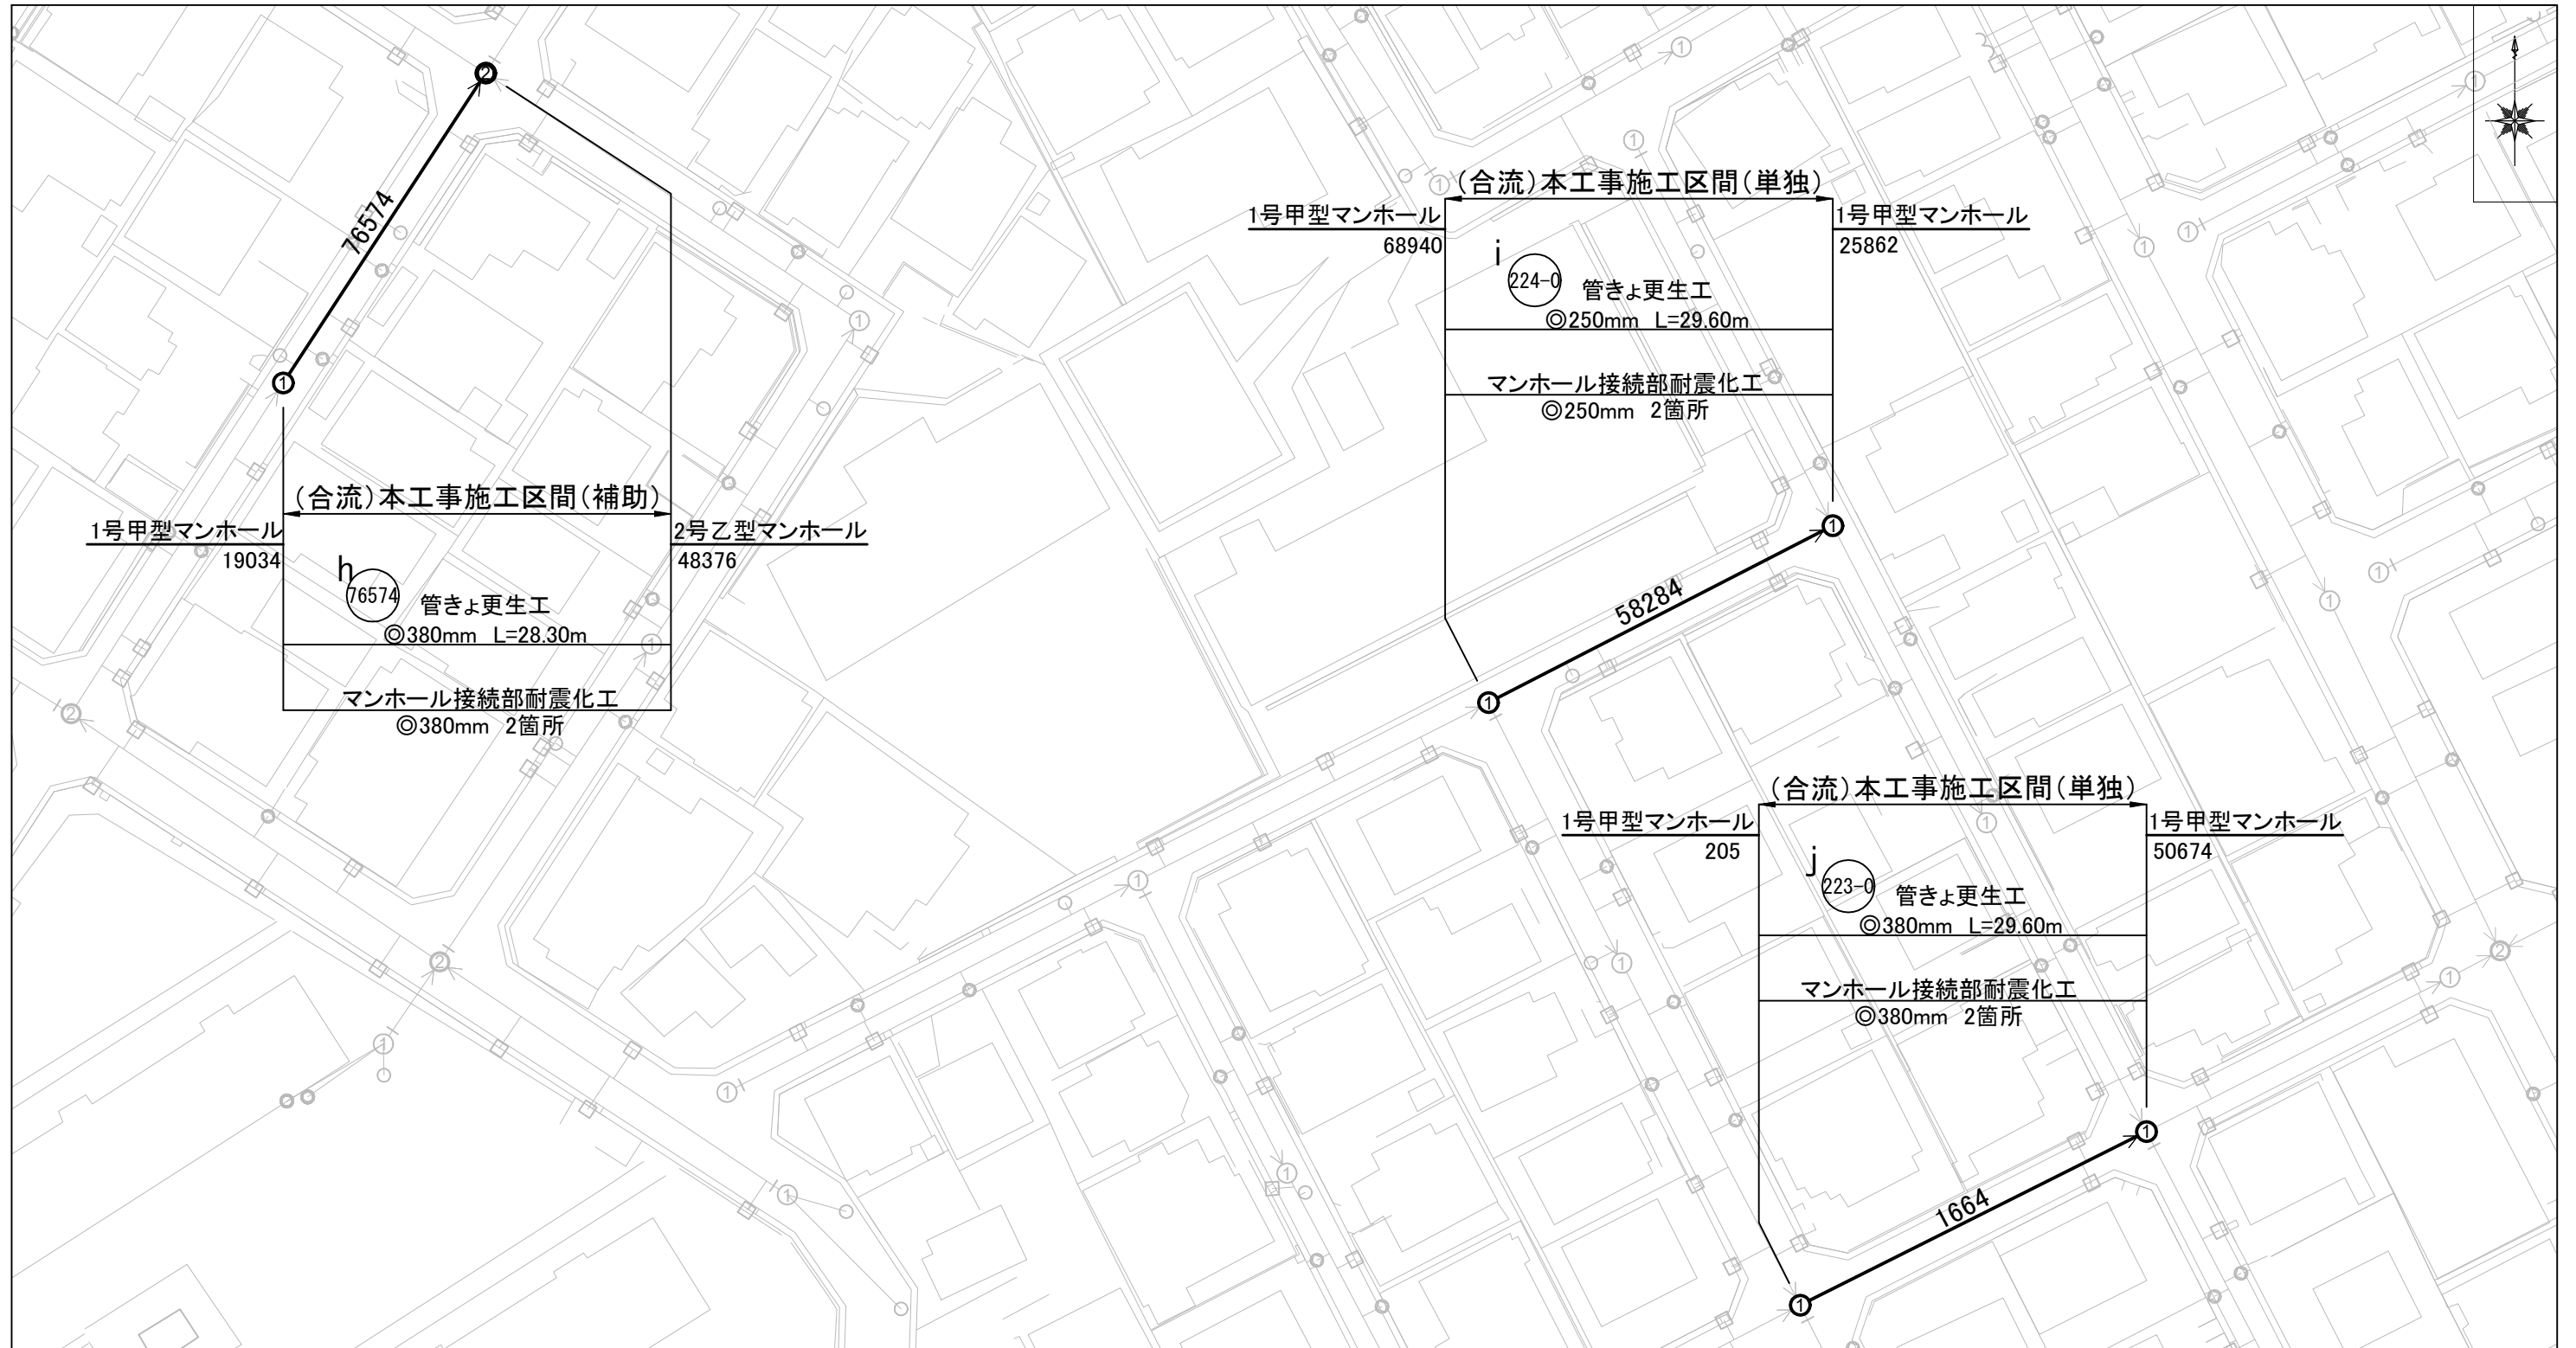 76574
(合流)本工事施工区間(補助)
1号甲型マンホール
19034
2号乙型マンホール
48376
h
76574
管きょ更生工
◎380mm L=28.30m
マンホール接続部耐震化工
◎380mm 2箇所
(合流)本工事施工区間(単独)
1号甲型マンホール
68940
1号甲型マンホール
25862
i
224-0
管きょ更生工
◎250mm L=29.60m
マンホール接続部耐震化工
◎250mm 2箇所
58284
(合流)本工事施工区間(単独)
1号甲型マンホール
205
1号甲型マンホール
50674
j
223-0
管きょ更生工
◎380mm L=29.60m
マンホール接続部耐震化工
◎380mm 2箇所
1664